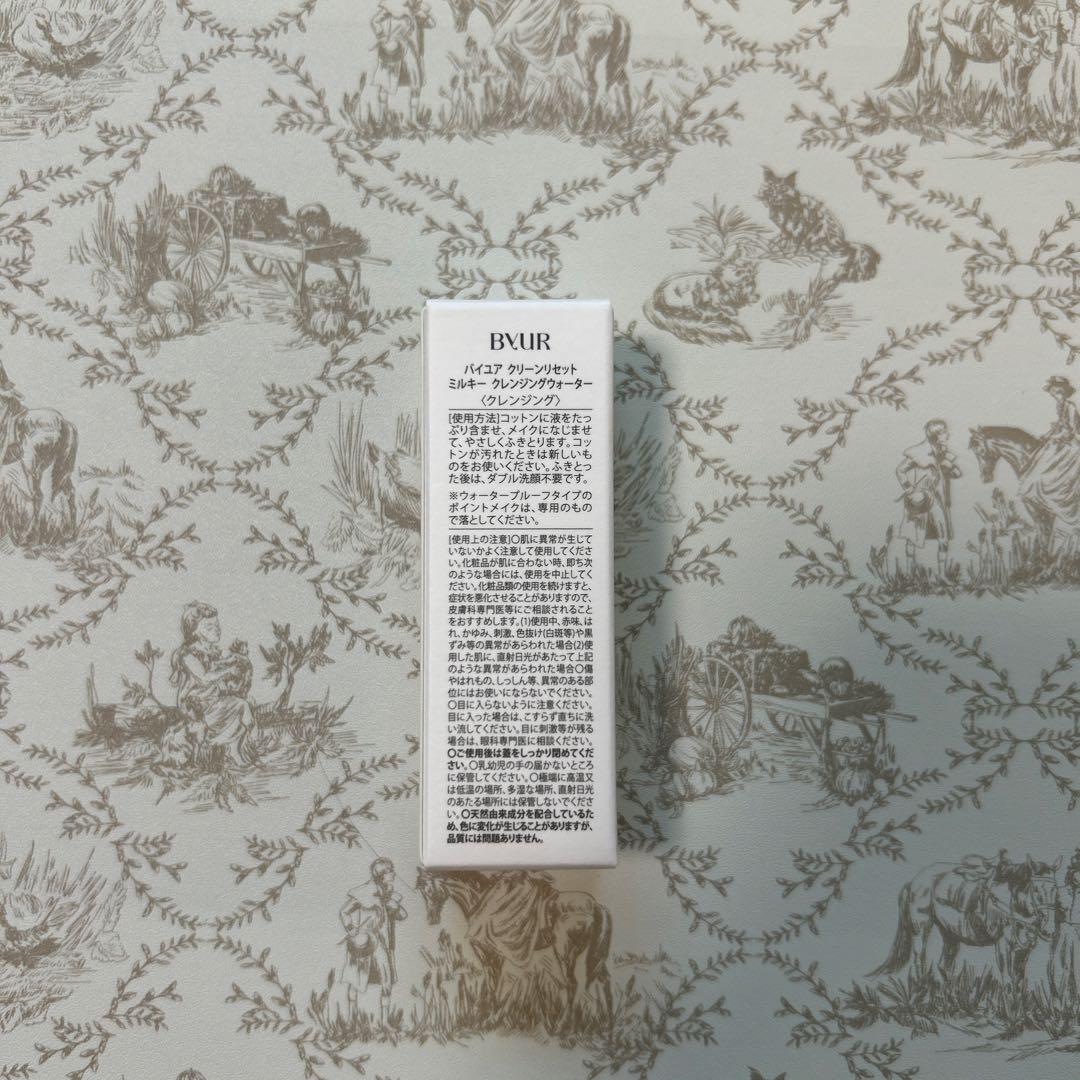 BYUR
バイユア クリーンリセット
ミルキー クレンジングウォーター
〈クレンジング〉
[使用方法]コットンに液をたっ
ぷり含ませ、メイクになじませ
て、やさしくふきとります。コッ
トンが汚れたときは新しいも
のをお使いください。ふきとっ
た後は、ダブル洗顔不要です。
※ウォータープルーフタイプの
ポイントメイクは、専用のもの
で落としてください。
[使用上の注意]○肌に異常が生じて
いないかよく注意して使用してくださ
い。化粧品が肌に合わない時、即ち次
のような場合には、使用を中止してく
ださい。化粧品類の使用を続けますと、
症状を悪化させることがありますので、
皮膚科専門医等にご相談されること
をおすすめします。(1)使用中、赤味、は
れ、かゆみ、刺激、色抜け(白斑等)や黒
ずみ等の異常があらわれた場合(2)使
用した肌に、直射日光があたって上記
のような異常があらわれた場合○傷
やはれもの、しっしん等、異常のある部
位にはお使いにならないでください。
○目に入らないように注意ください。
目に入った場合は、こすらず直ちに洗
い流してください。目に刺激等が残る
場合は、眼科専門医に相談ください。
○ご使用後は蓋をしっかり閉めてくだ
さい。○乳幼児の手の届かないところ
に保管してください。○極端に高温又
は低温の場所、多湿な場所、直射日光
のあたる場所には保管しないでくださ
い。○天然由来成分を配合しているた
め、色に変化が生じることがありますが、
品質には問題ありません。